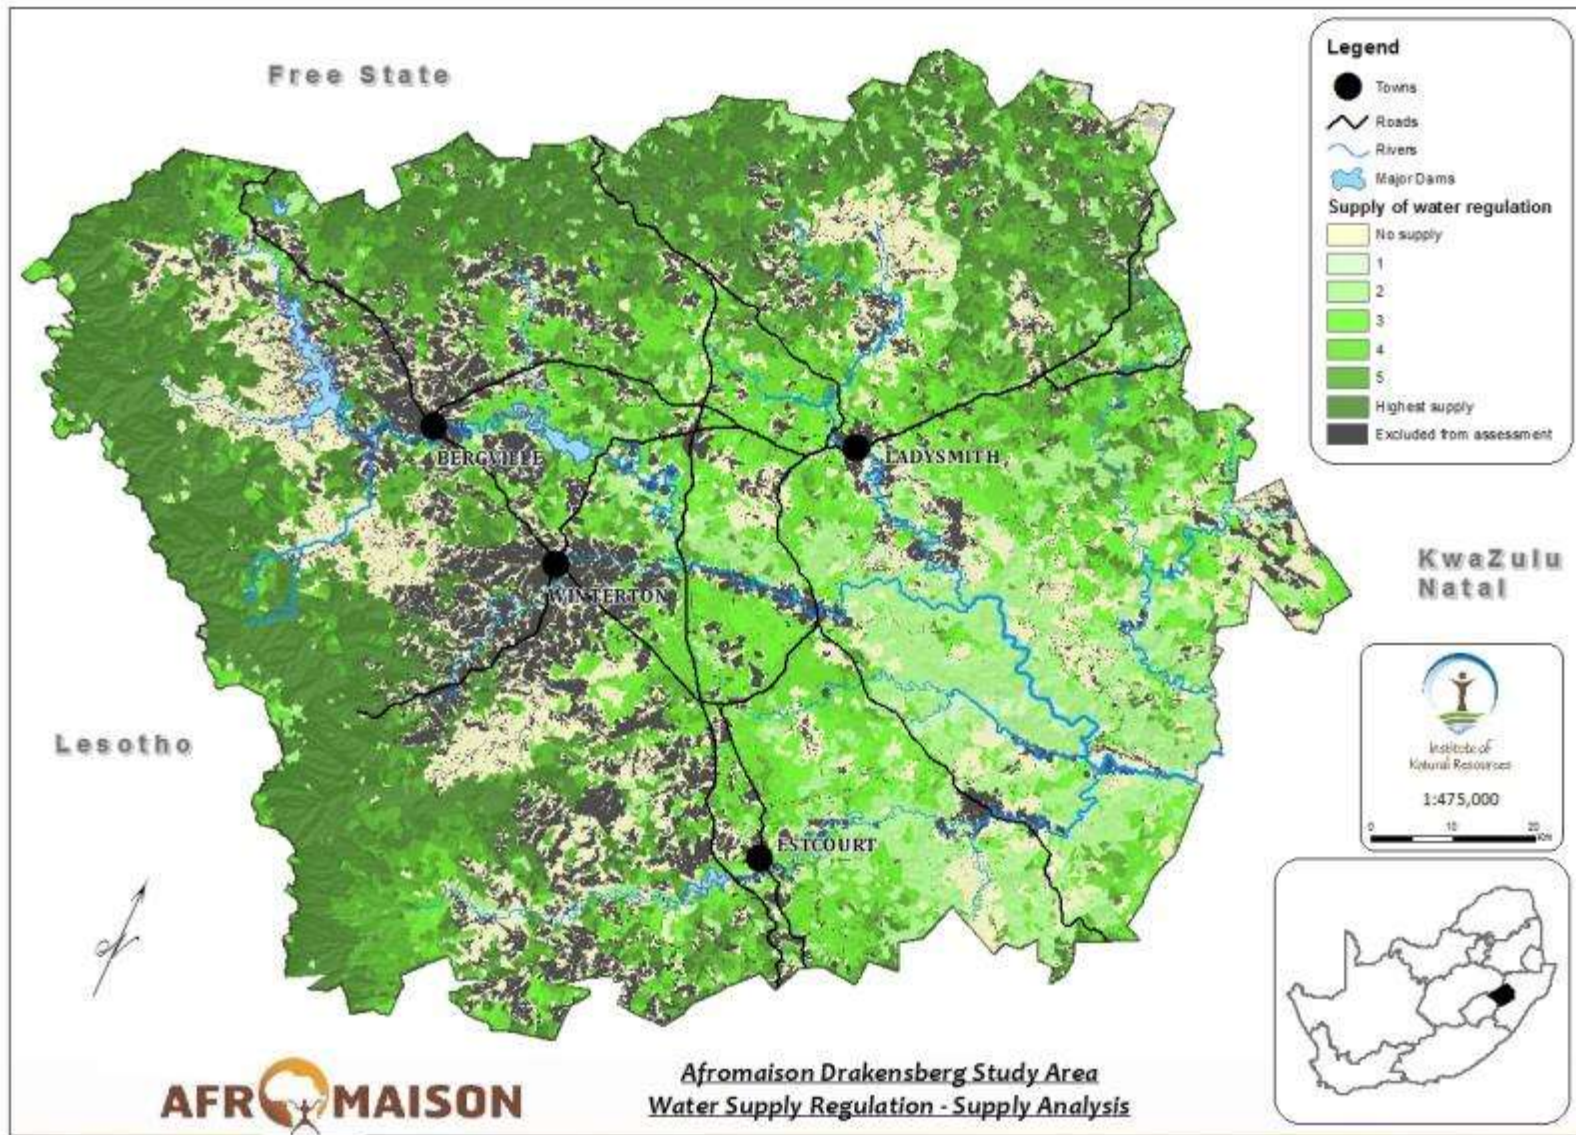 Free State
Legend
Towns
Roads
Rivers
Major Dams
Supply of water regulation
No supply
1
2
3
4
5
Highest supply
Excluded from assessment
BERGVILLE
LADYSMITH
WINTERTON
KwaZulu
Natal
Lesotho
Institute of
Natural Resources
1:475,000
0 10 20
Km
ESTCOURT
AFROMAISON
Afromaison Drakensberg Study Area
Water Supply Regulation - Supply Analysis